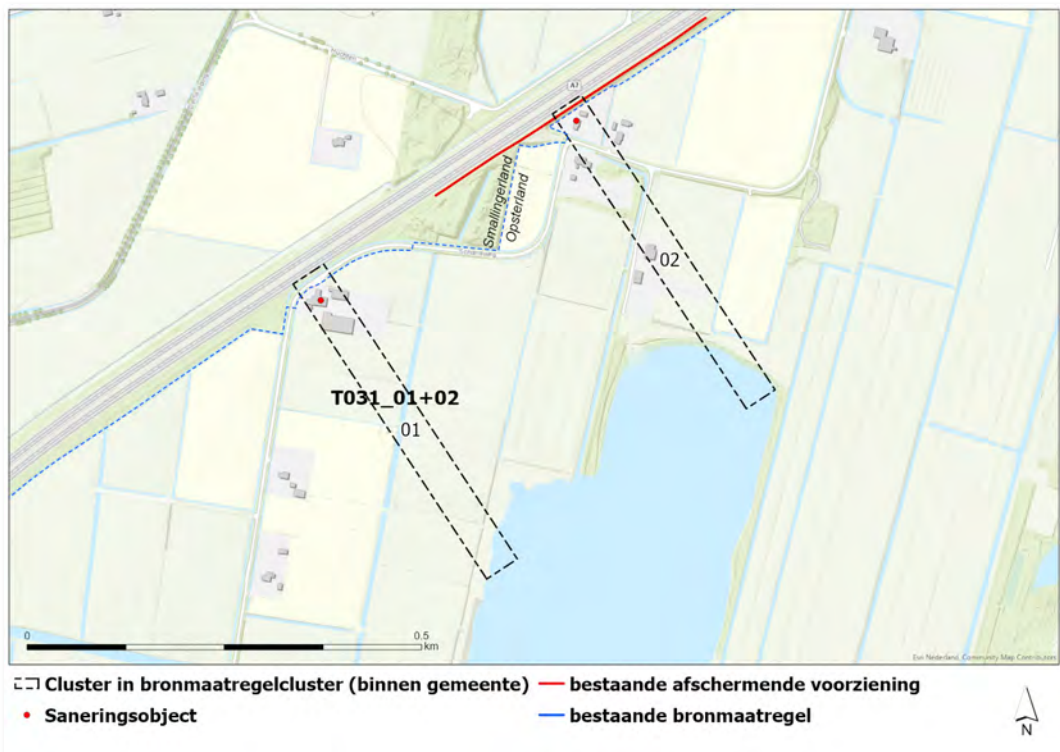 A7
Smallingerland
Opsterland
02
T031_01+02
01
0 0.5
km
Esri Nederland, Community Map Contributors
Cluster in bronmaatregelcluster (binnen gemeente) bestaande afschermende voorziening
Saneringsobject bestaande bronmaatregel
N